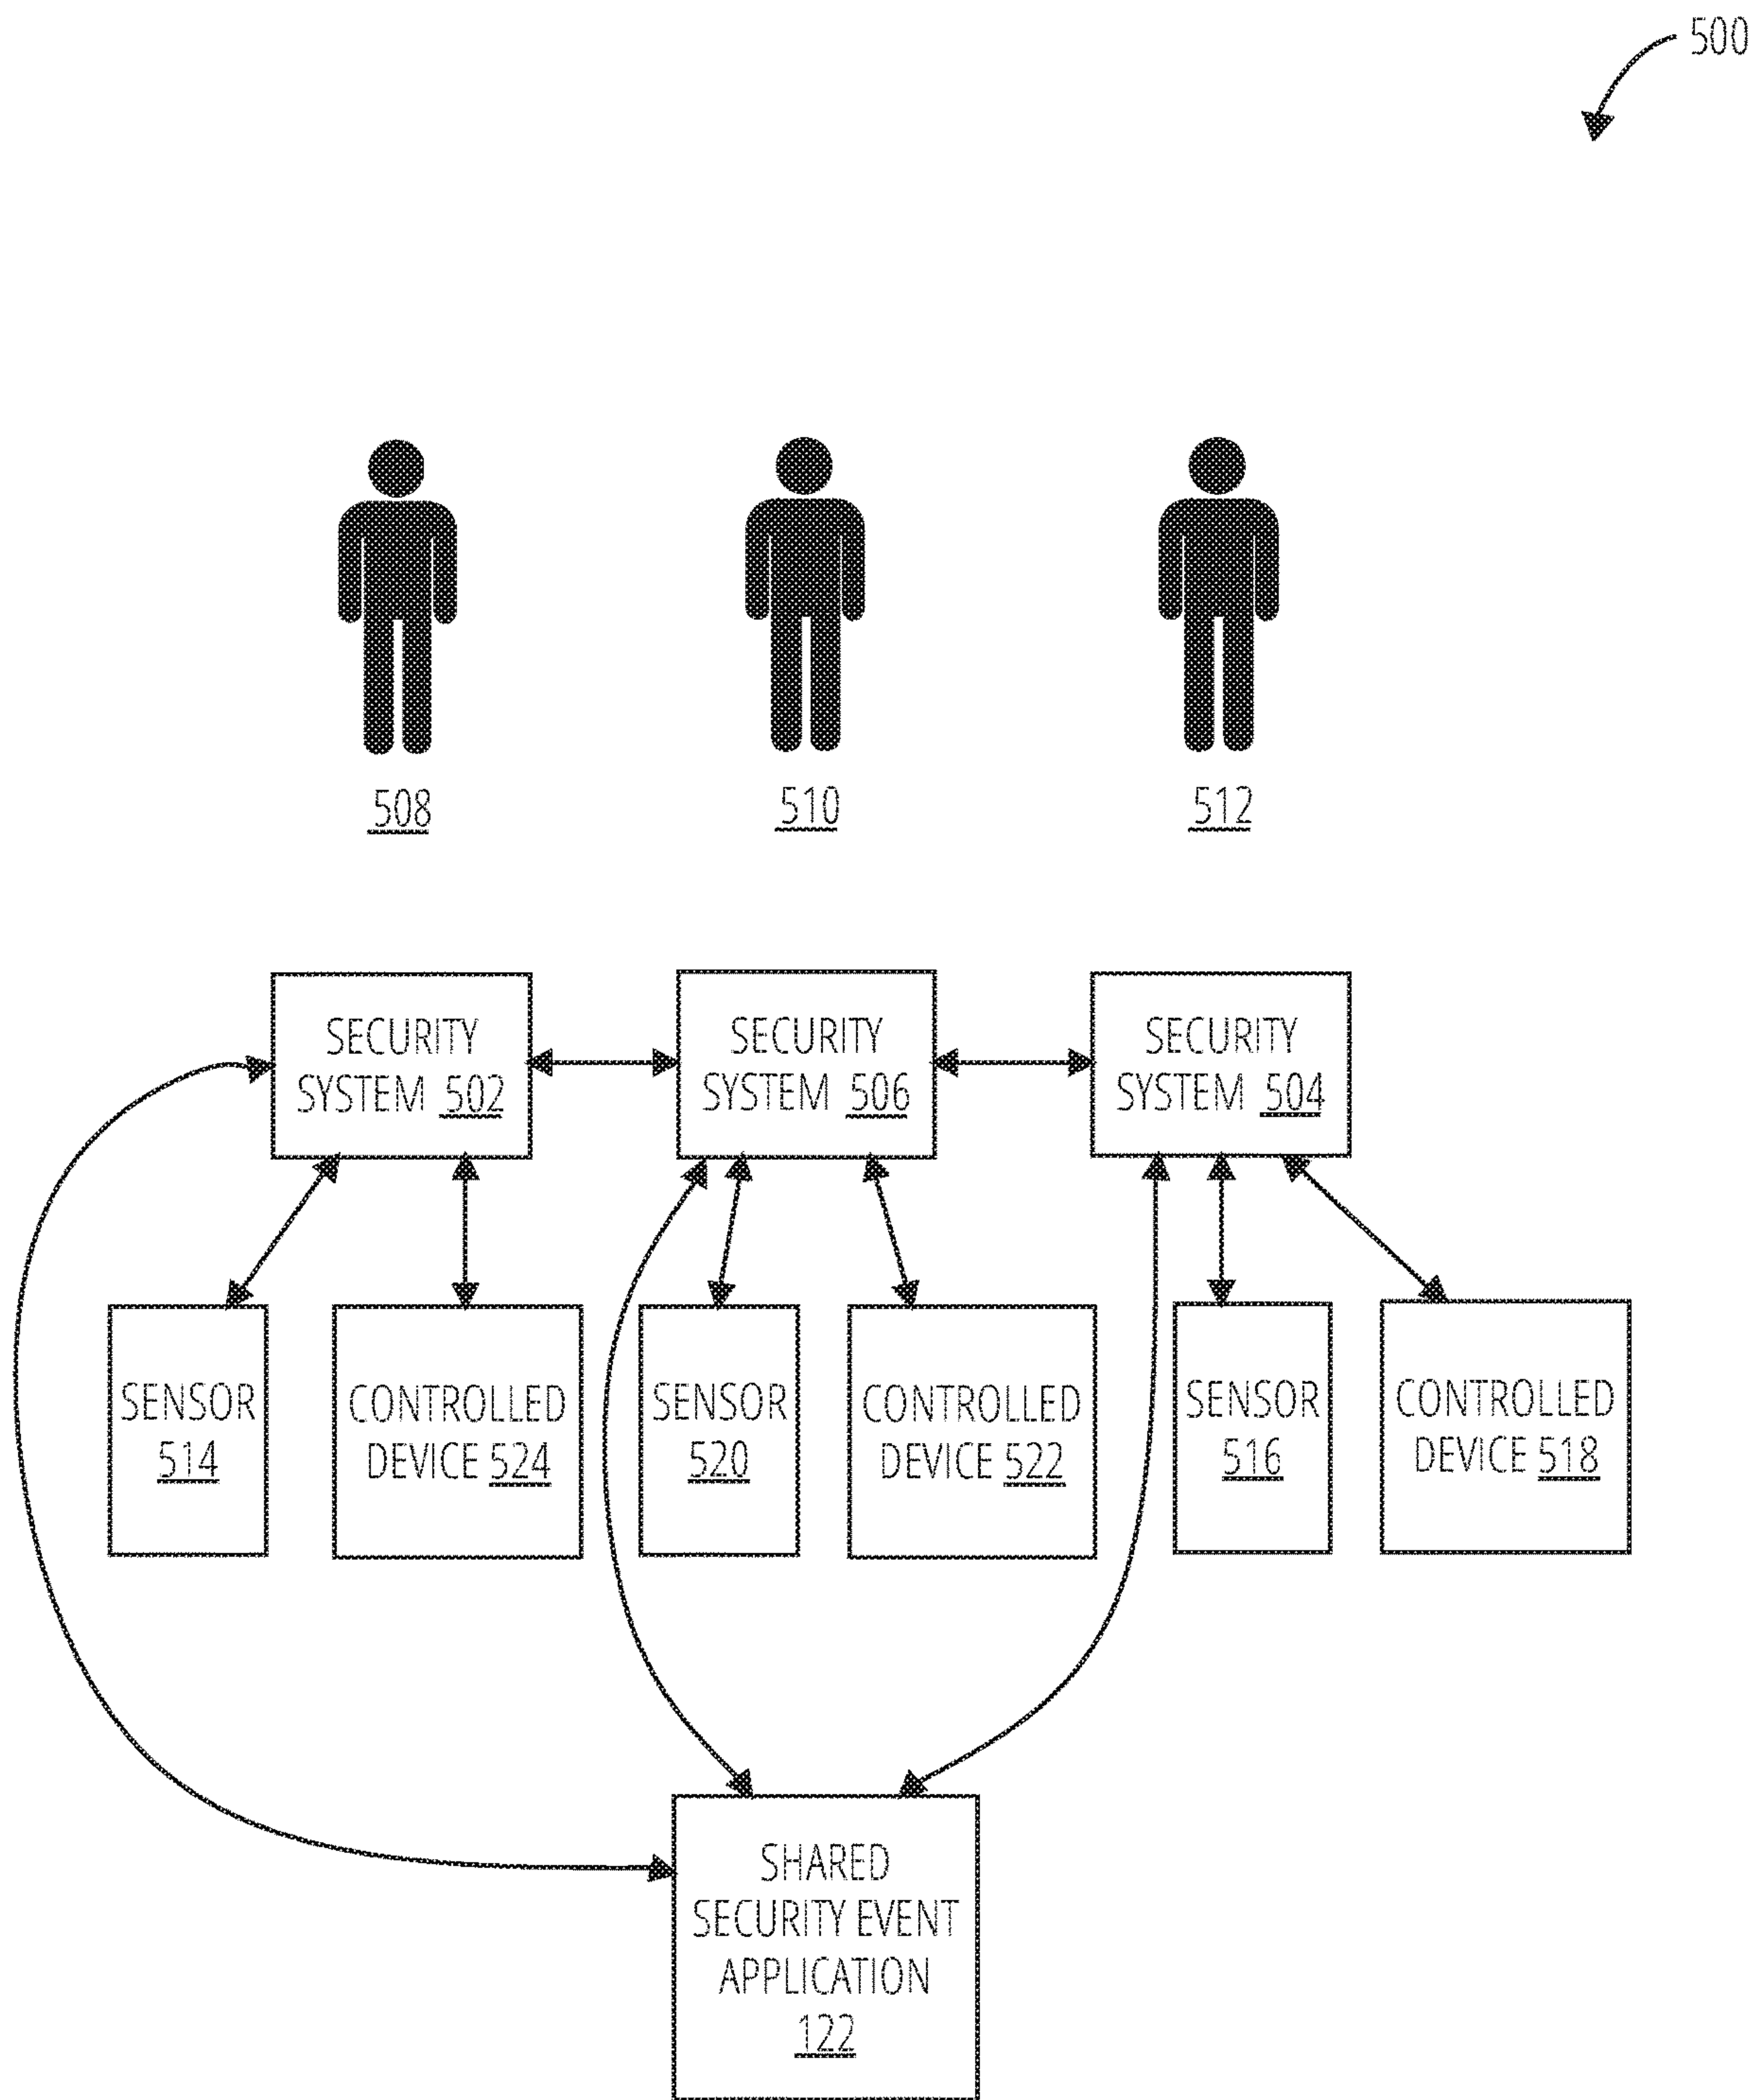 500
508
510
512
SECURITY
SYSTEM 502
SECURITY
SYSTEM 506
SECURITY
SYSTEM 504
SENSOR
514
CONTROLLED
DEVICE 524
SENSOR
520
CONTROLLED
DEVICE 522
SENSOR
516
CONTROLLED
DEVICE 518
SHARED
SECURITY EVENT
APPLICATION
122